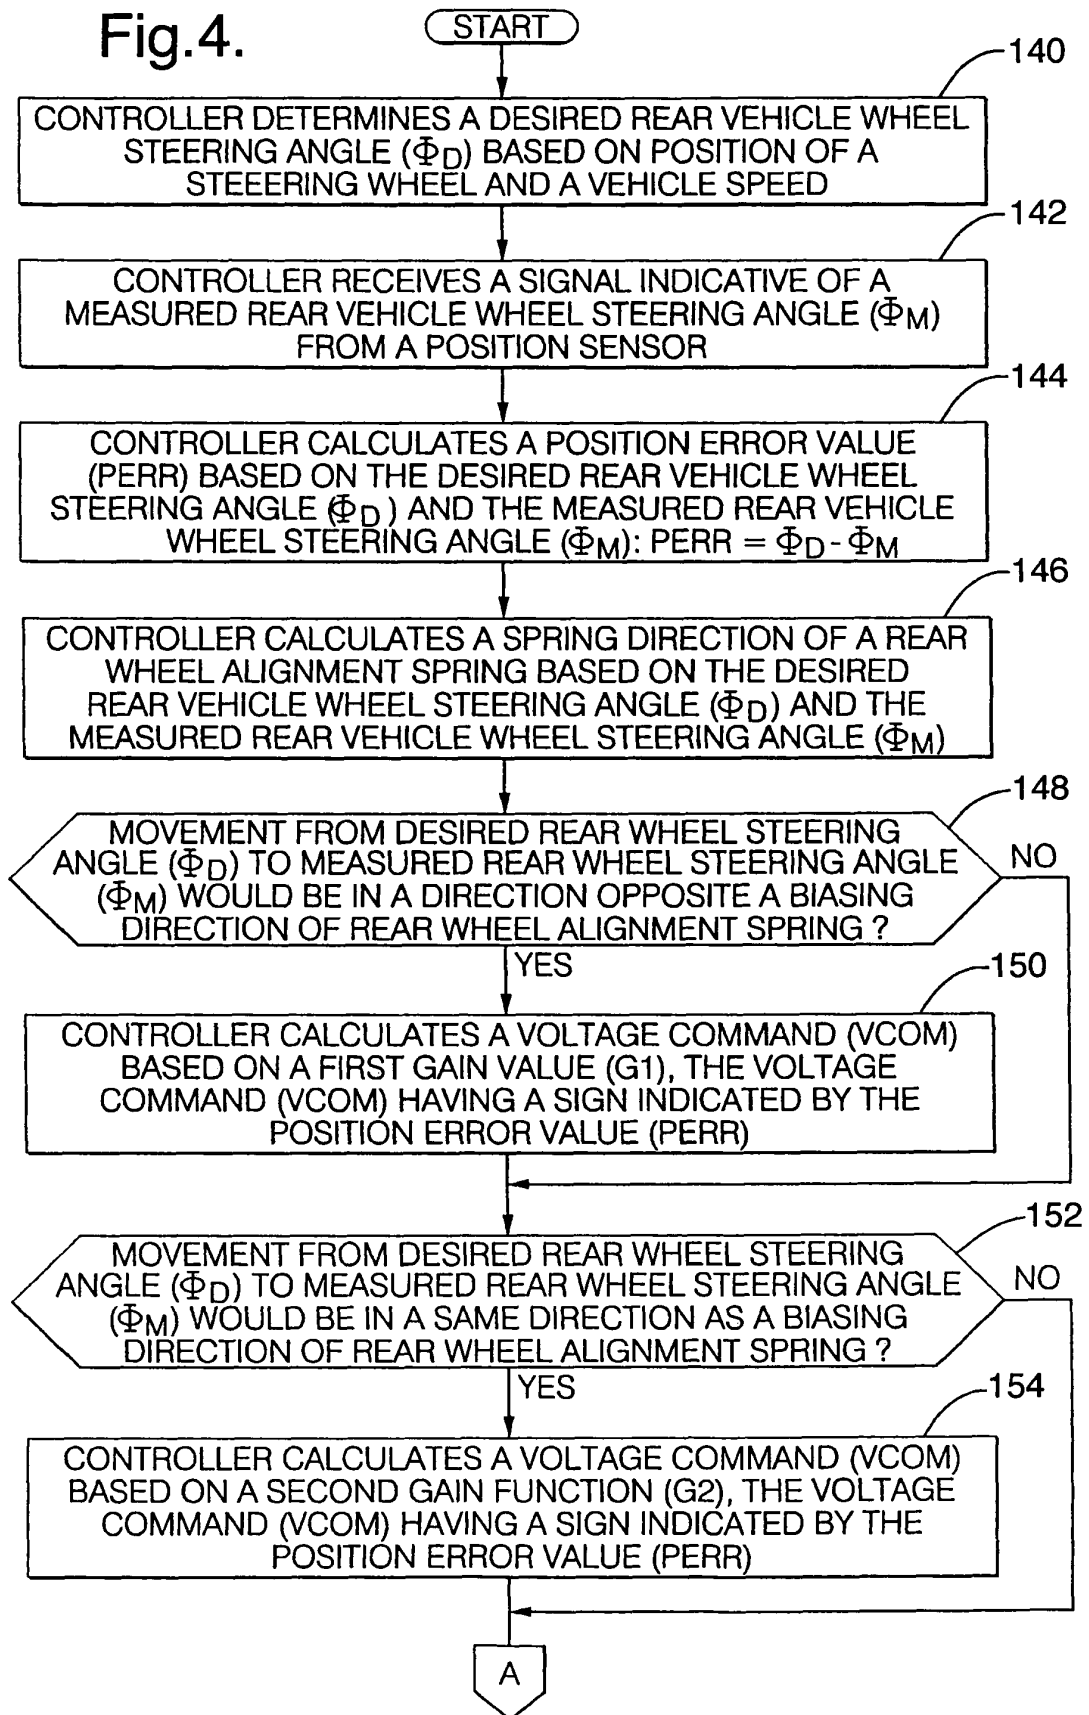 Fig.4.
START
140
CONTROLLER DETERMINES A DESIRED REAR VEHICLE WHEEL
STEERING ANGLE (ΦD) BASED ON POSITION OF A
STEEERING WHEEL AND A VEHICLE SPEED
142
CONTROLLER RECEIVES A SIGNAL INDICATIVE OF A
MEASURED REAR VEHICLE WHEEL STEERING ANGLE (ΦM)
FROM A POSITION SENSOR
144
CONTROLLER CALCULATES A POSITION ERROR VALUE
(PERR) BASED ON THE DESIRED REAR VEHICLE WHEEL
STEERING ANGLE (ΦD) AND THE MEASURED REAR VEHICLE
WHEEL STEERING ANGLE (ΦM): PERR = ΦD - ΦM
146
CONTROLLER CALCULATES A SPRING DIRECTION OF A REAR
WHEEL ALIGNMENT SPRING BASED ON THE DESIRED
REAR VEHICLE WHEEL STEERING ANGLE (ΦD) AND THE
MEASURED REAR VEHICLE WHEEL STEERING ANGLE (ΦM)
148
MOVEMENT FROM DESIRED REAR WHEEL STEERING
ANGLE (ΦD) TO MEASURED REAR WHEEL STEERING ANGLE
(ΦM) WOULD BE IN A DIRECTION OPPOSITE A BIASING
DIRECTION OF REAR WHEEL ALIGNMENT SPRING ?
NO
YES
150
CONTROLLER CALCULATES A VOLTAGE COMMAND (VCOM)
BASED ON A FIRST GAIN VALUE (G1), THE VOLTAGE
COMMAND (VCOM) HAVING A SIGN INDICATED BY THE
POSITION ERROR VALUE (PERR)
152
MOVEMENT FROM DESIRED REAR WHEEL STEERING
ANGLE (ΦD) TO MEASURED REAR WHEEL STEERING ANGLE
(ΦM) WOULD BE IN A SAME DIRECTION AS A BIASING
DIRECTION OF REAR WHEEL ALIGNMENT SPRING ?
NO
YES
154
CONTROLLER CALCULATES A VOLTAGE COMMAND (VCOM)
BASED ON A SECOND GAIN FUNCTION (G2), THE VOLTAGE
COMMAND (VCOM) HAVING A SIGN INDICATED BY THE
POSITION ERROR VALUE (PERR)
A